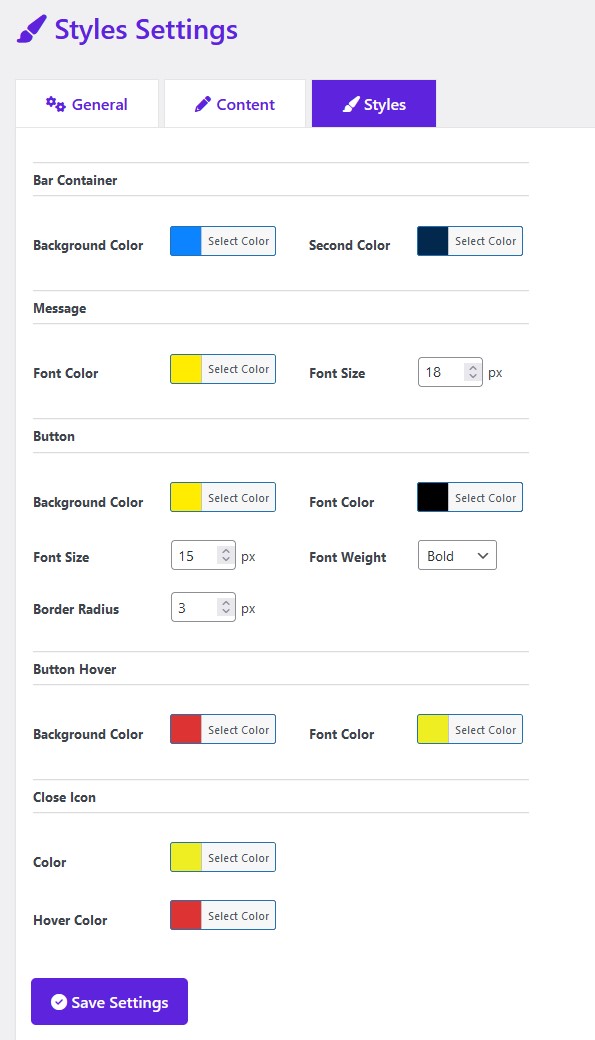 Styles Settings
General Content Styles
Bar Container
Background Color Select Color Second Color Select Color
Message
Font Color Select Color Font Size 18 px
Button
Background Color Select Color Font Color Select Color
Font Size 15 px Font Weight Bold
Border Radius 3 px
Button Hover
Background Color Select Color Font Color Select Color
Close Icon
Color Select Color
Hover Color Select Color
Save Settings